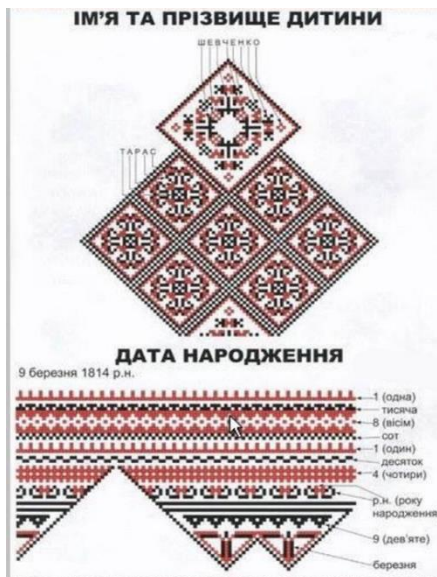 ІМ'Я ТА ПРІЗВИЩЕ ДИТИНИ
ШЕВЧЕНКО
ТАРАС
ДАТА НАРОДЖЕННЯ
9 березня 1814 р.н.
1 (одна)
тисяча
8 (вісім)
сот
1 (один)
десяток
4 (чотири)
р.н. (року
народження
9 (дев'яте)
березня